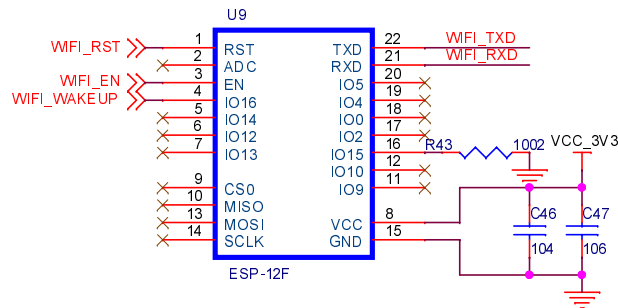 U9
WIFI_RST 1 RST TXD 22 WIFI_TXD
2 ADC RXD 21 WIFI_RXD
WIFI_EN 3 EN IO5 20
WIFI_WAKEUP 4 IO16 IO4 19
5 IO14 IO0 18
6 IO12 IO2 17
7 IO13 IO15 16 R43 1002 VCC_3V3
IO10 12
9 CS0 IO9 11
10 MISO
13 MOSI VCC 8 C46 C47
14 SCLK GND 15 104 106
ESP-12F